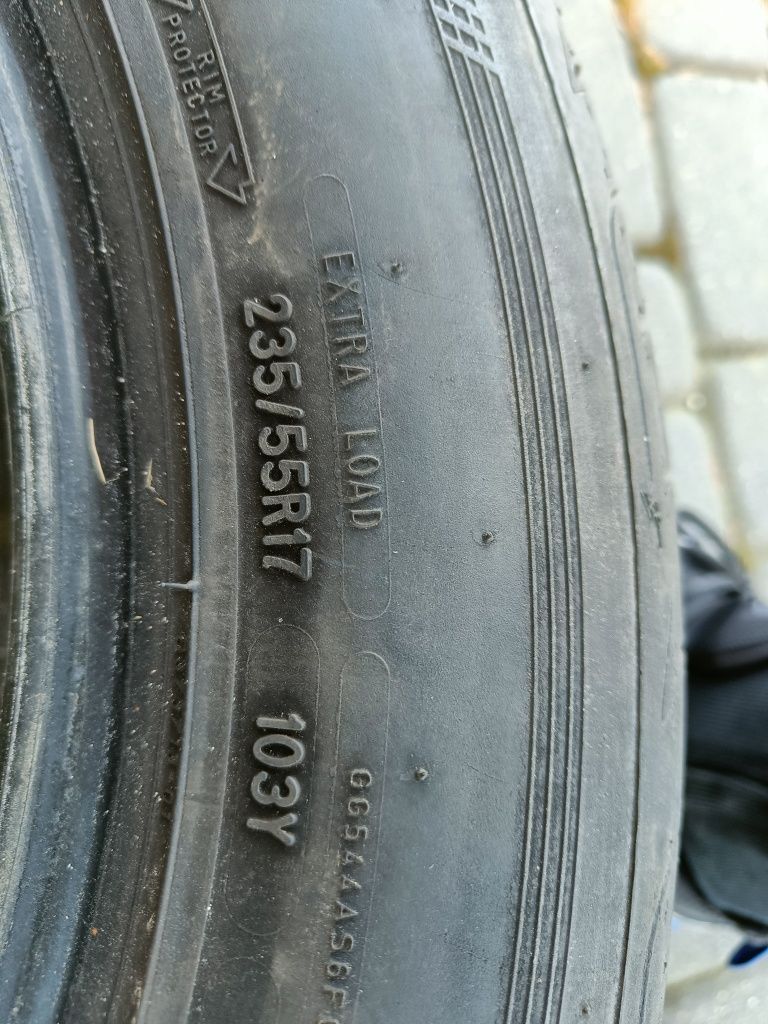 RIM
PROTECTOR
EXTRA LOAD
235/55R17
103Y